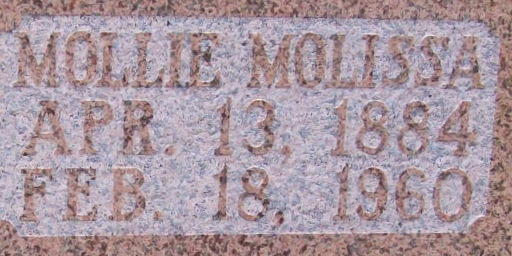 MOLLIE MOLISSA
APR. 13, 1884
FEB. 18, 1960